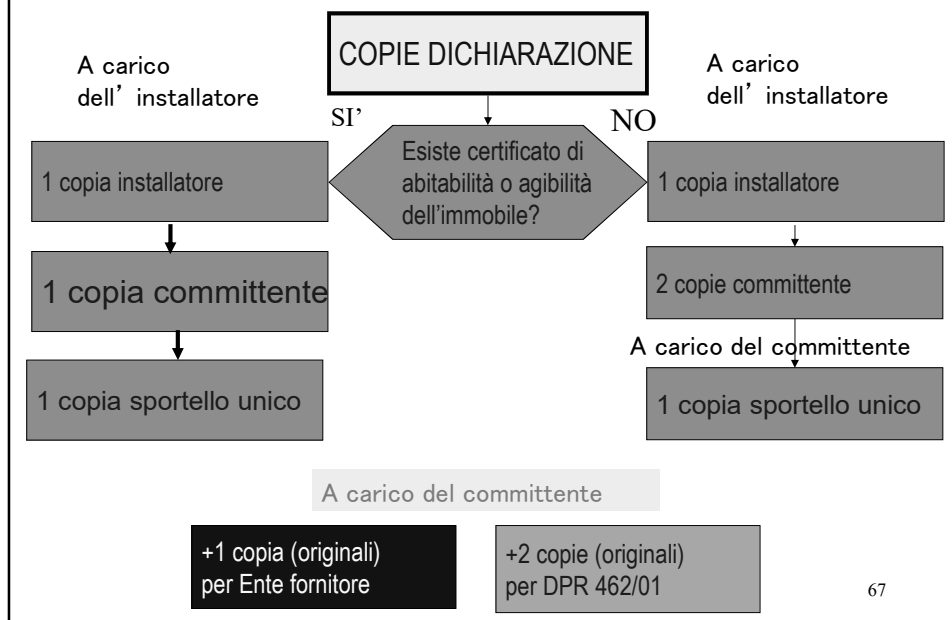 COPIE DICHIARAZIONE
A carico
dell’ installatore
A carico
dell’ installatore
SI’
NO
Esiste certificato di
abitabilità o agibilità
dell’immobile?
1 copia installatore
1 copia committente
1 copia sportello unico
1 copia installatore
2 copie committente
A carico del committente
1 copia sportello unico
A carico del committente
+1 copia (originali)
per Ente fornitore
+2 copie (originali)
per DPR 462/01
67